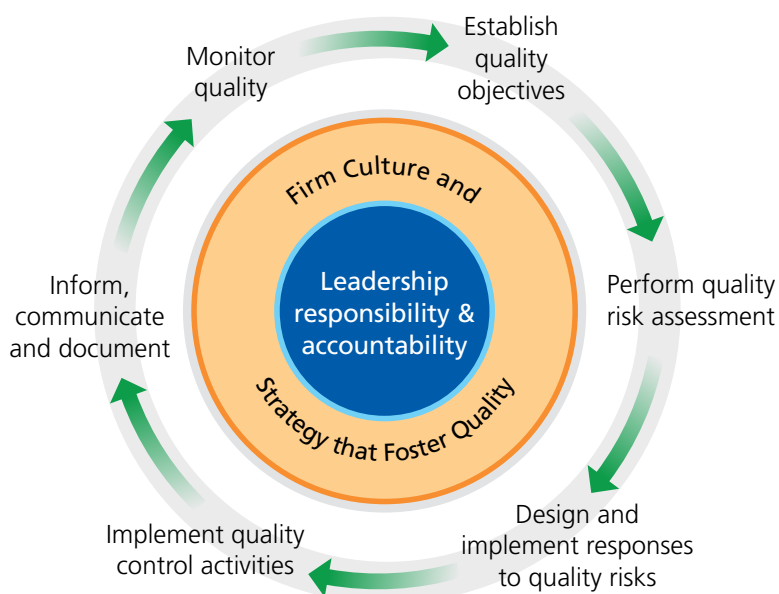 Establish
quality
objectives
Perform quality
risk assessment
Design and
implement responses
to quality risks
Implement quality
control activities
Inform,
communicate
and document
Monitor
quality
Firm Culture and
Strategy that Foster Quality
Leadership
responsibility &
accountability